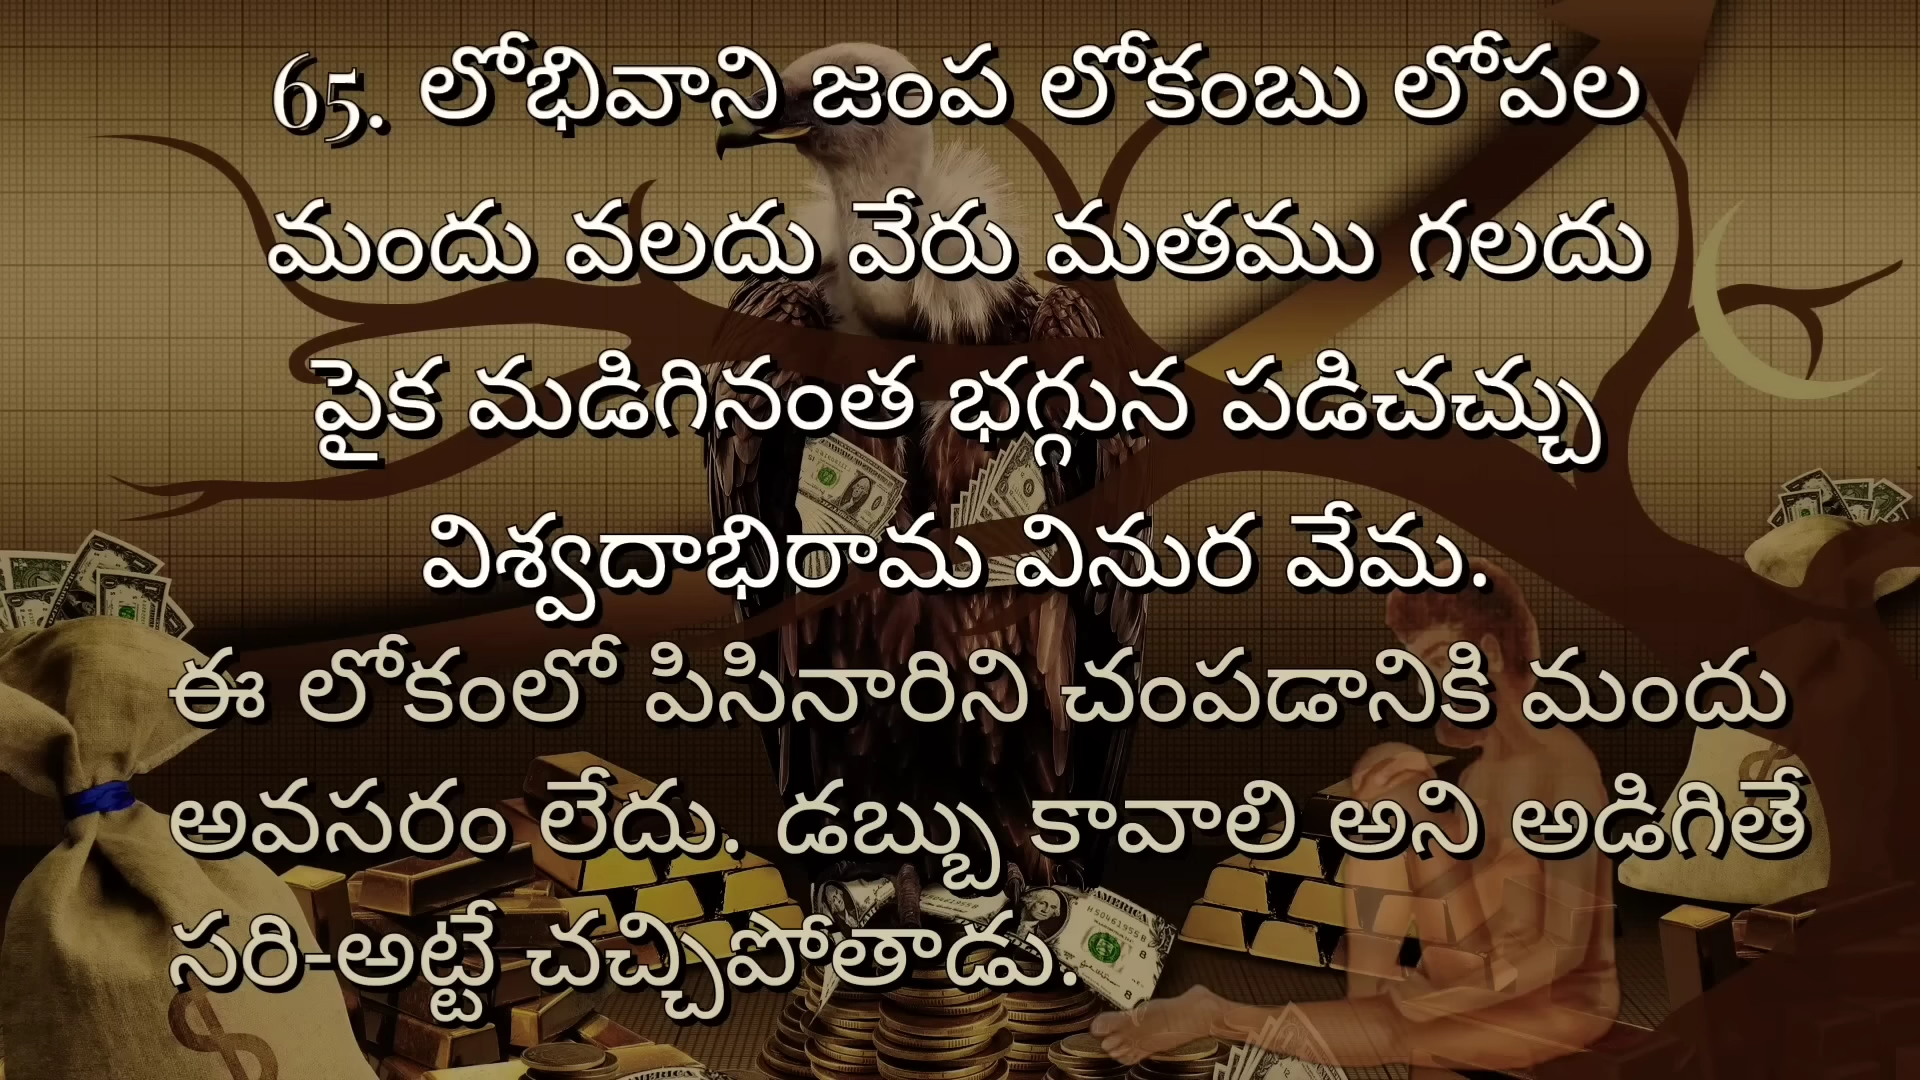 65. లోభివాని జంప లోకంబు లోపల
మందు వలదు వేరు మతము గలదు
పైక మడిగినంత భగ్గున పడిచచ్చు
విశ్వదాభిరామ వినుర వేమ.
ఈ లోకంలో పిసినారిని చంపడానికి మందు
అవసరం లేదు. డబ్బు కావాలి అని అడిగితే
సరి-అట్టే చచ్చిపోతాడు.